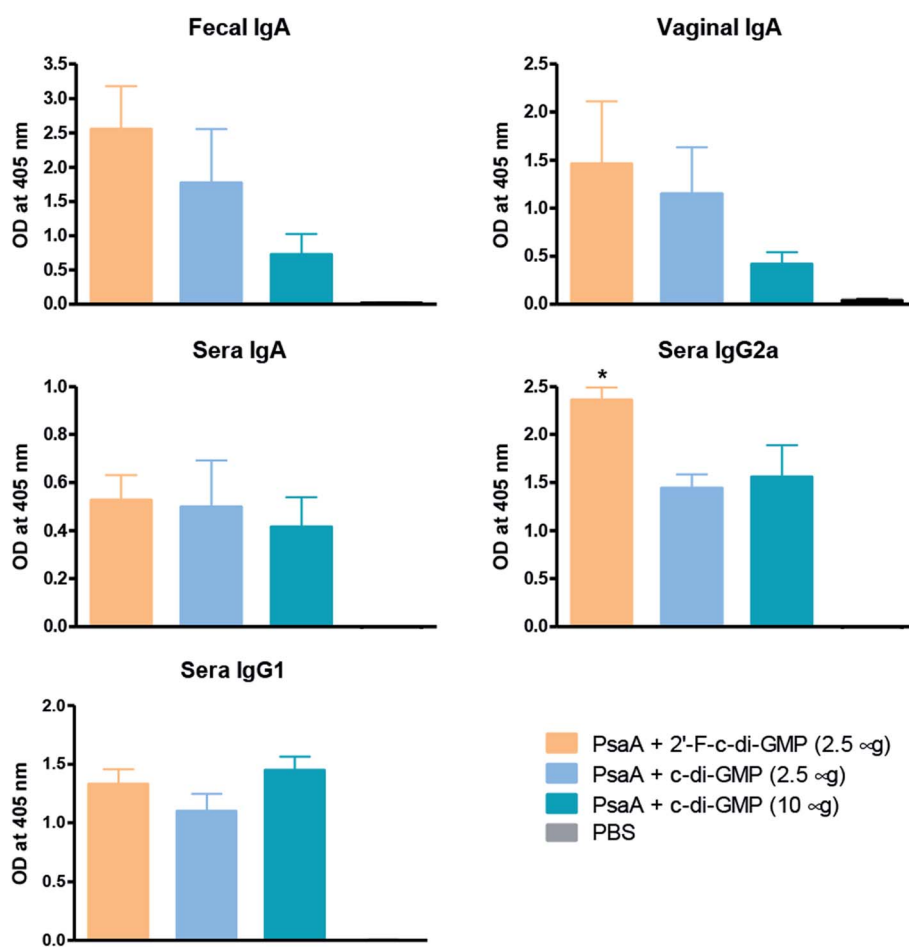 Fecal IgA
OD at 405 nm
3.5
3.0
2.5
2.0
1.5
1.0
0.5
0.0
Vaginal IgA
OD at 405 nm
2.5
2.0
1.5
1.0
0.5
0.0
Sera IgA
OD at 405 nm
1.0
0.8
0.6
0.4
0.2
0.0
Sera IgG2a
OD at 405 nm
2.5
2.0
1.5
1.0
0.5
0.0
*
Sera IgG1
OD at 405 nm
2.0
1.5
1.0
0.5
0.0
PsaA + 2'-F-c-di-GMP (2.5 ∝g)
PsaA + c-di-GMP (2.5 ∝g)
PsaA + c-di-GMP (10 ∝g)
PBS